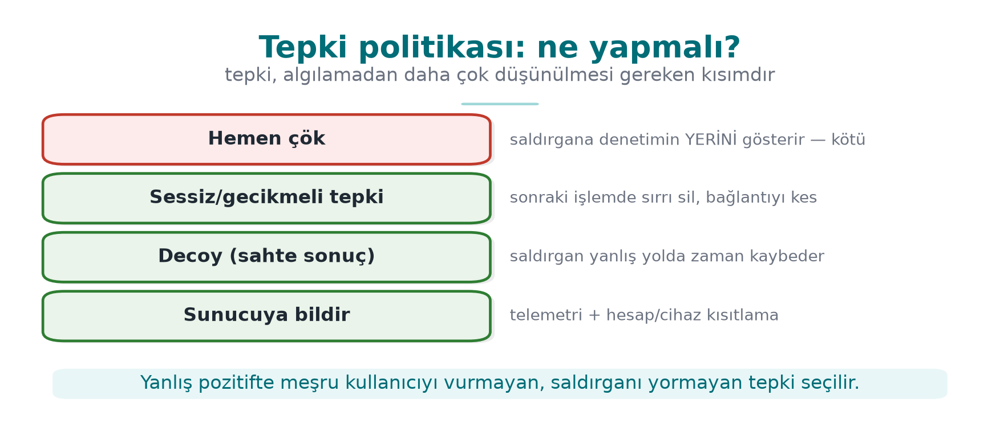 Tepki politikası: ne yapmalı?
tepki, algılamadan daha çok düşünülmesi gereken kısımdır
Hemen çök
saldırgana denetimin YERİNİ gösterir — kötü
Sessiz/gecikmeli tepki
sonraki işlemde sırrı sil, bağlantıyı kes
Decoy (sahte sonuç)
saldırgan yanlış yolda zaman kaybeder
Sunucuya bildir
telemetri + hesap/cihaz kısıtlama
Yanlış pozitifte meşru kullanıcıyı vurmayan, saldırganı yormayan tepki seçilir.